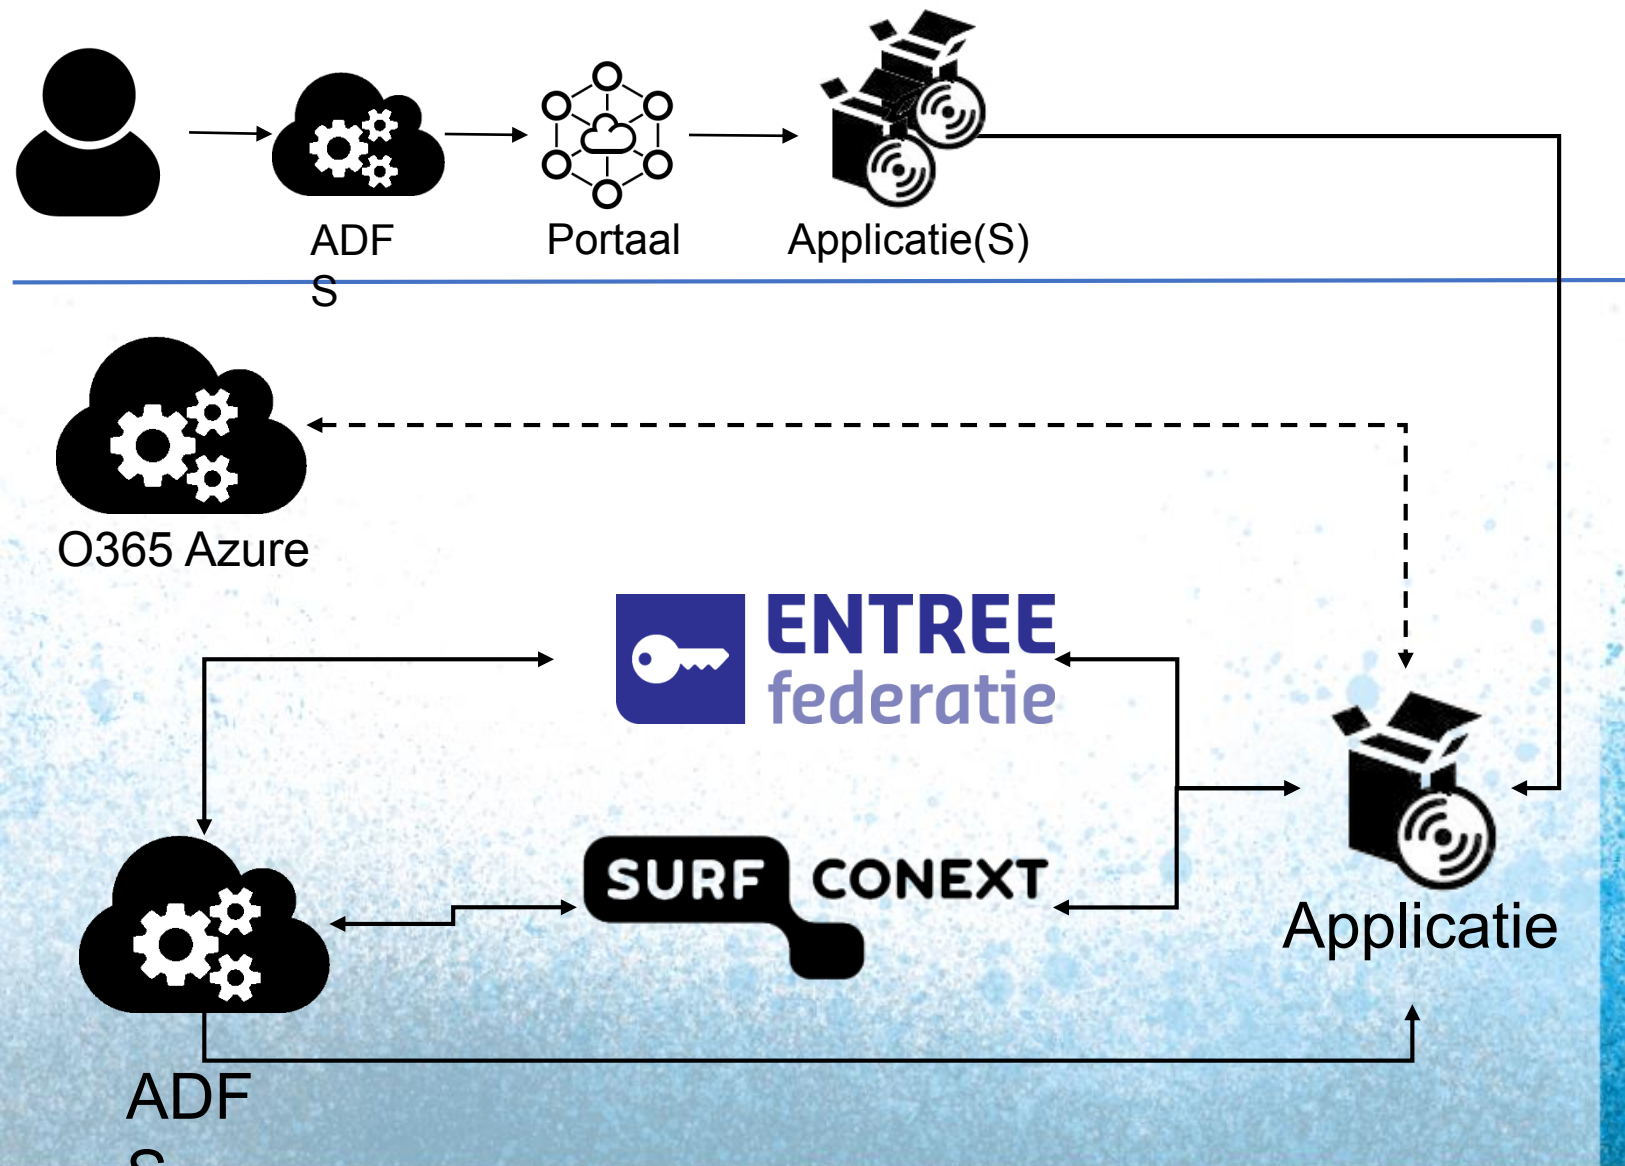 ADF
S
Portaal
Applicatie(S)
O365 Azure
ENTREE
federatie
SURF CONEXT
Applicatie
ADF
S